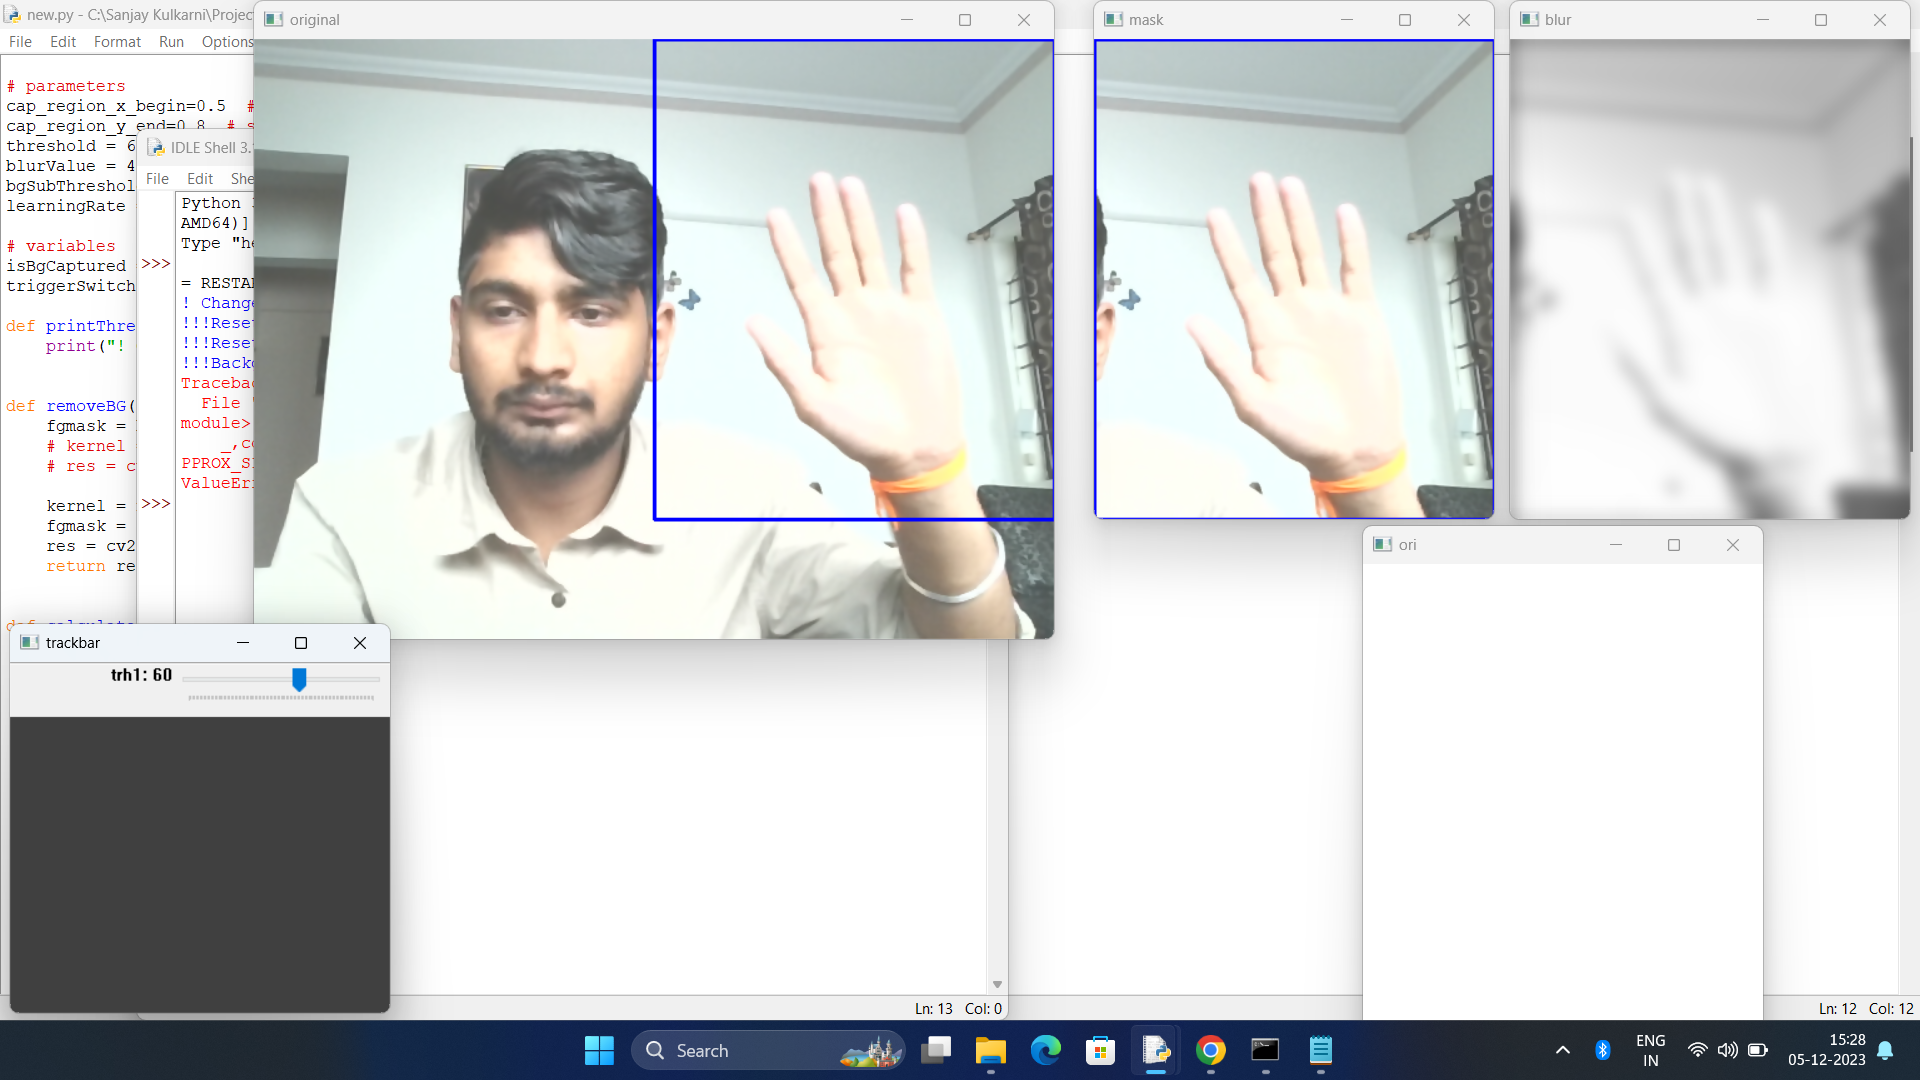 new.py - C:\Sanjay Kulkarni\Projec
File Edit Format Run Options
# parameters
cap_region_x_begin=0.5 #
cap_region_y_end=0.8 # s
threshold = 6
blurValue = 4
bgSubThreshol
learningRate
# variables
isBgCaptured
triggerSwitch
def printThre
print("!
def removeBG(
fgmask =
# kernel
# res = c
kernel =
fgmask =
res = cv2
return re
IDLE Shell 3.
File Edit She
Python
AMD64)]
Type "he
>>>
= RESTA
! Change
!!!Rese
!!!Rese
!!!Back
Traceba
File
module>
_,c
PPROX_S
ValueEr
>>>
original
mask
blur
ori
trackbar
trh1: 60
Ln: 13 Col: 0
Ln: 12 Col: 12
Search
ENG
IN
15:28
05-12-2023